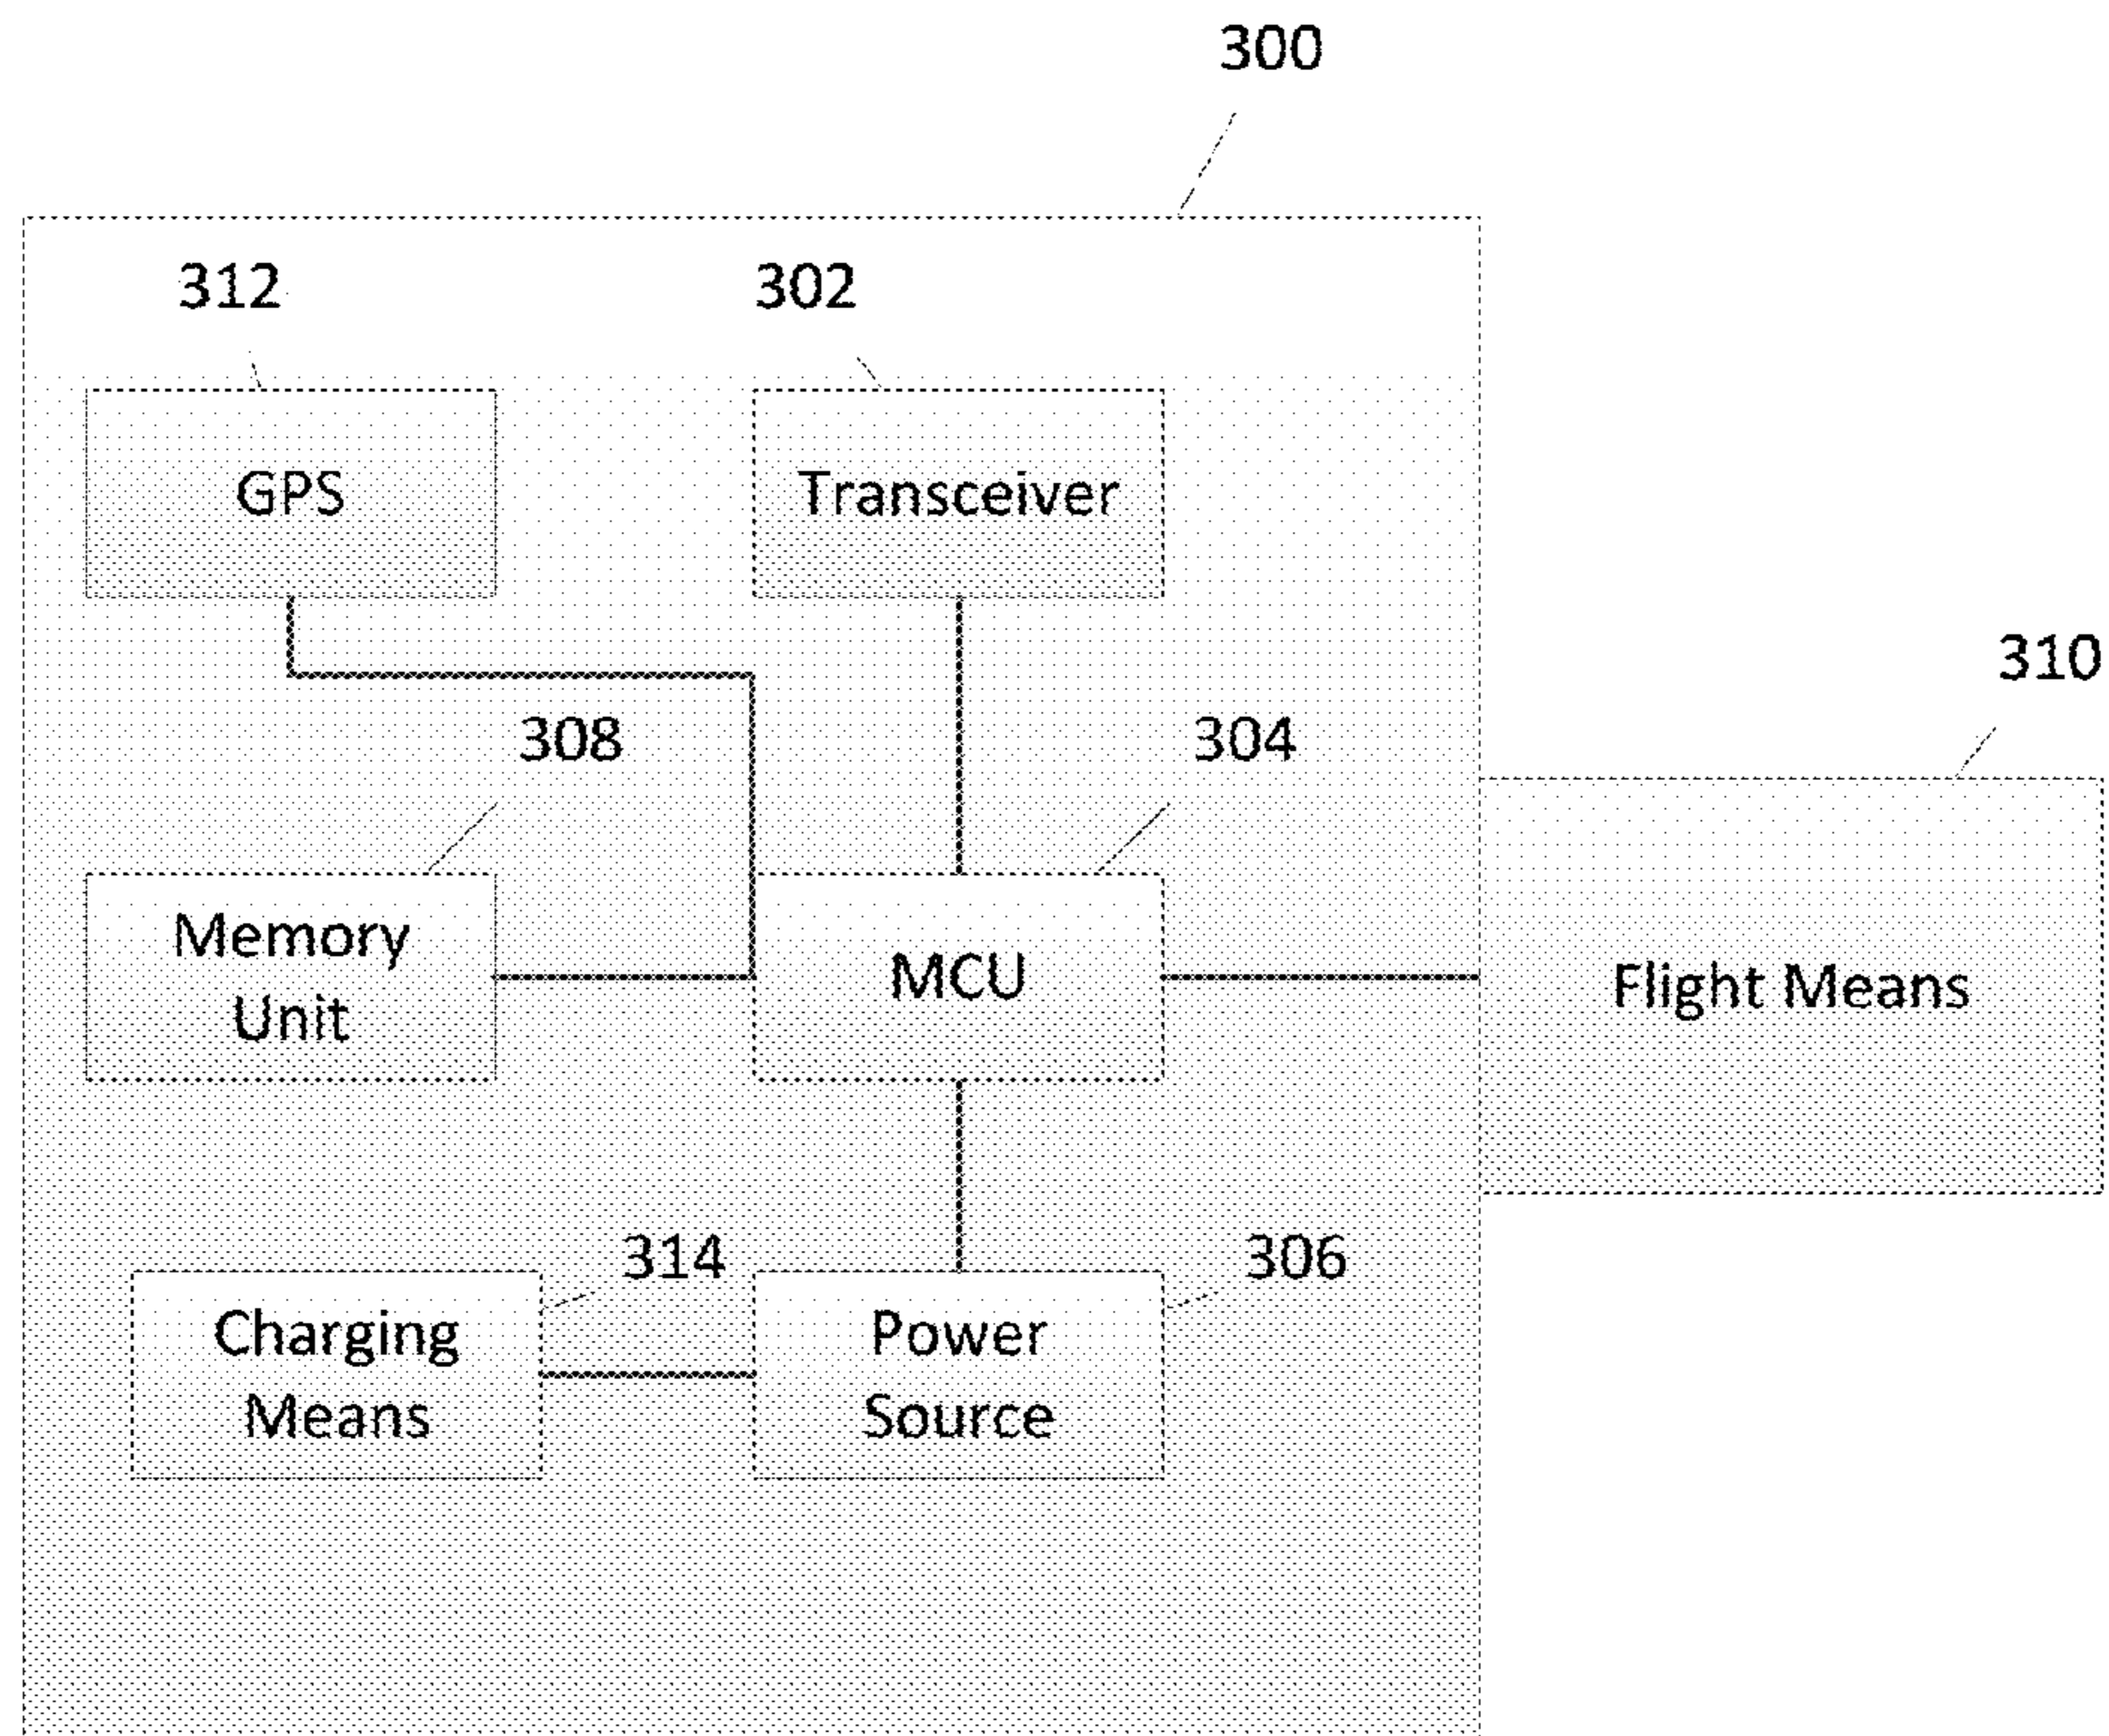 300
312
302
GPS
Transceiver
310
308
304
Memory
Unit
MCU
Flight Means
314
306
Charging
Means
Power
Source